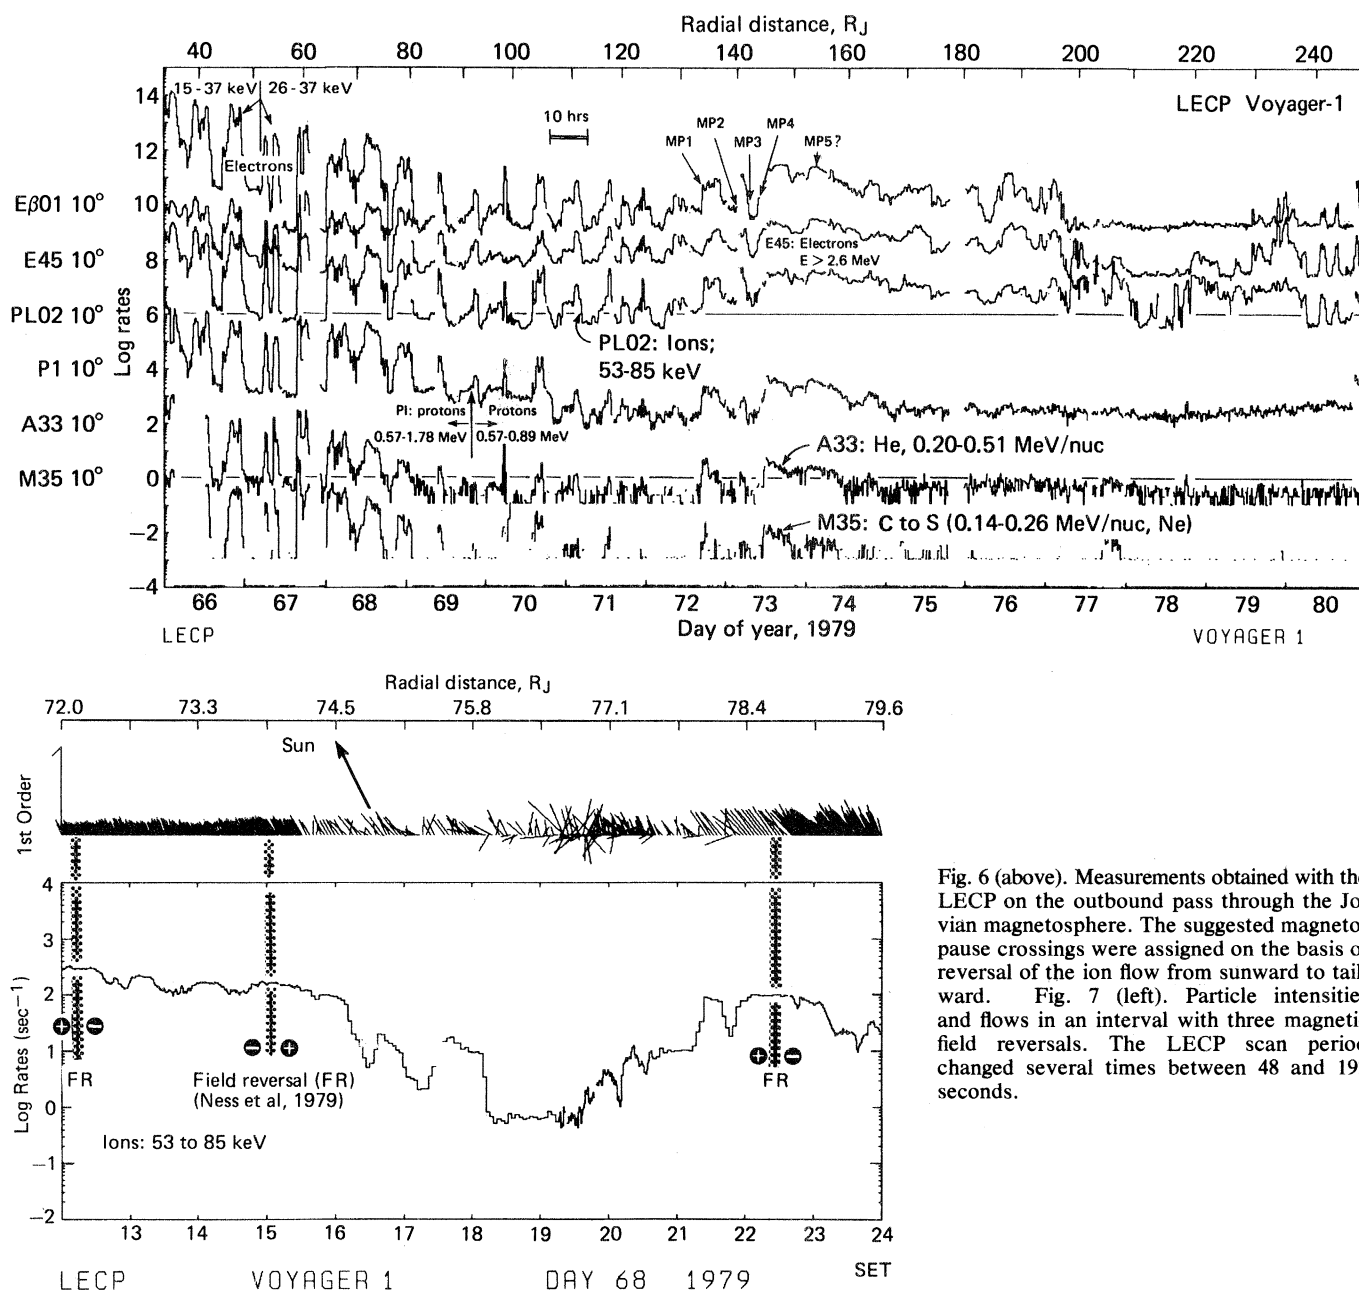 Radial distance, RJ
40 60 80 100 120 140 160 180 200 220 240
15 - 37 keV 26 - 37 keV
LECP Voyager-1
10 hrs
MP1 MP2 MP3 MP4 MP5?
Electrons
Log rates
14
12
10
8
6
4
2
0
−2
−4
Eβ01 10°
E45 10°
PL02 10°
P1 10°
A33 10°
M35 10°
E45: Electrons
E > 2.6 MeV
PL02: Ions;
53-85 keV
PI: protons Protons
0.57-1.78 MeV 0.57-0.89 MeV
A33: He, 0.20-0.51 MeV/nuc
M35: C to S (0.14-0.26 MeV/nuc, Ne)
66 67 68 69 70 71 72 73 74 75 76 77 78 79 80
Day of year, 1979
LECP VOYAGER 1
Radial distance, RJ
72.0 73.3 74.5 75.8 77.1 78.4 79.6
Sun
1st Order
Log Rates (sec−1)
4
3
2
1
0
−1
−2
+ − − + + −
FR
Field reversal (FR)
(Ness et al, 1979)
FR
Ions: 53 to 85 keV
13 14 15 16 17 18 19 20 21 22 23 24
SET
LECP VOYAGER 1 DAY 68 1979
Fig. 6 (above). Measurements obtained with the
LECP on the outbound pass through the Jo
vian magnetosphere. The suggested magneto
pause crossings were assigned on the basis o
reversal of the ion flow from sunward to tail
ward. Fig. 7 (left). Particle intensitie
and flows in an interval with three magneti
field reversals. The LECP scan period
changed several times between 48 and 19
seconds.